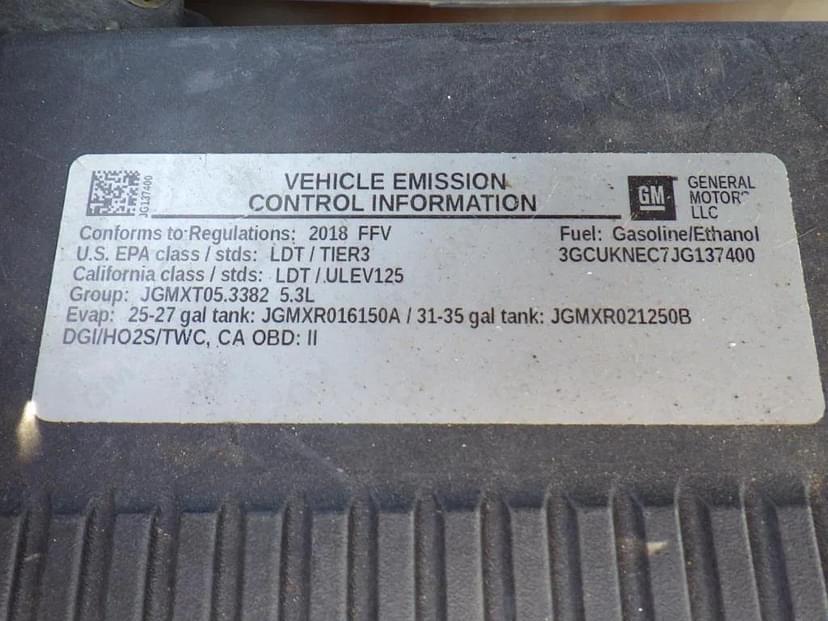 VEHICLE EMISSION
CONTROL INFORMATION
JG137400
GM
GENERAL
MOTORS
LLC
Conforms to Regulations: 2018 FFV
Fuel: Gasoline/Ethanol
U.S. EPA class / stds: LDT / TIER3
3GCUKNEC7JG137400
California class / stds: LDT / ULEV125
Group: JGMXT05.3382 5.3L
Evap: 25-27 gal tank: JGMXR016150A / 31-35 gal tank: JGMXR021250B
DGI/HO2S/TWC, CA OBD: II